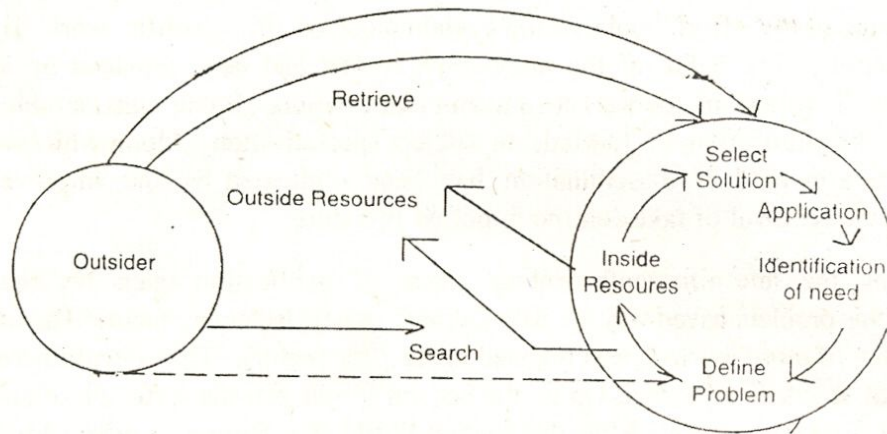 Retrieve
Select
Solution
Outside Resources
Application
Outsider
Inside
Resoures
Identification
of need
Search
Define
Problem